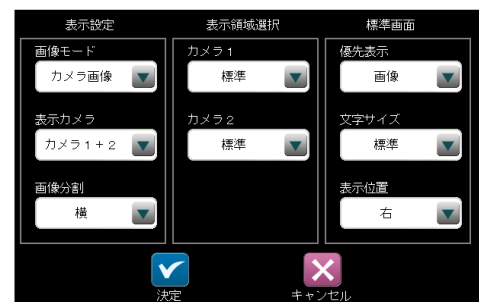 表示設定
画像モード
カメラ画像
表示カメラ
カメラ1+2
画像分割
横
表示領域選択
カメラ1
標準
カメラ2
標準
標準画面
優先表示
画像
文字サイズ
標準
表示位置
右
決定
キャンセル